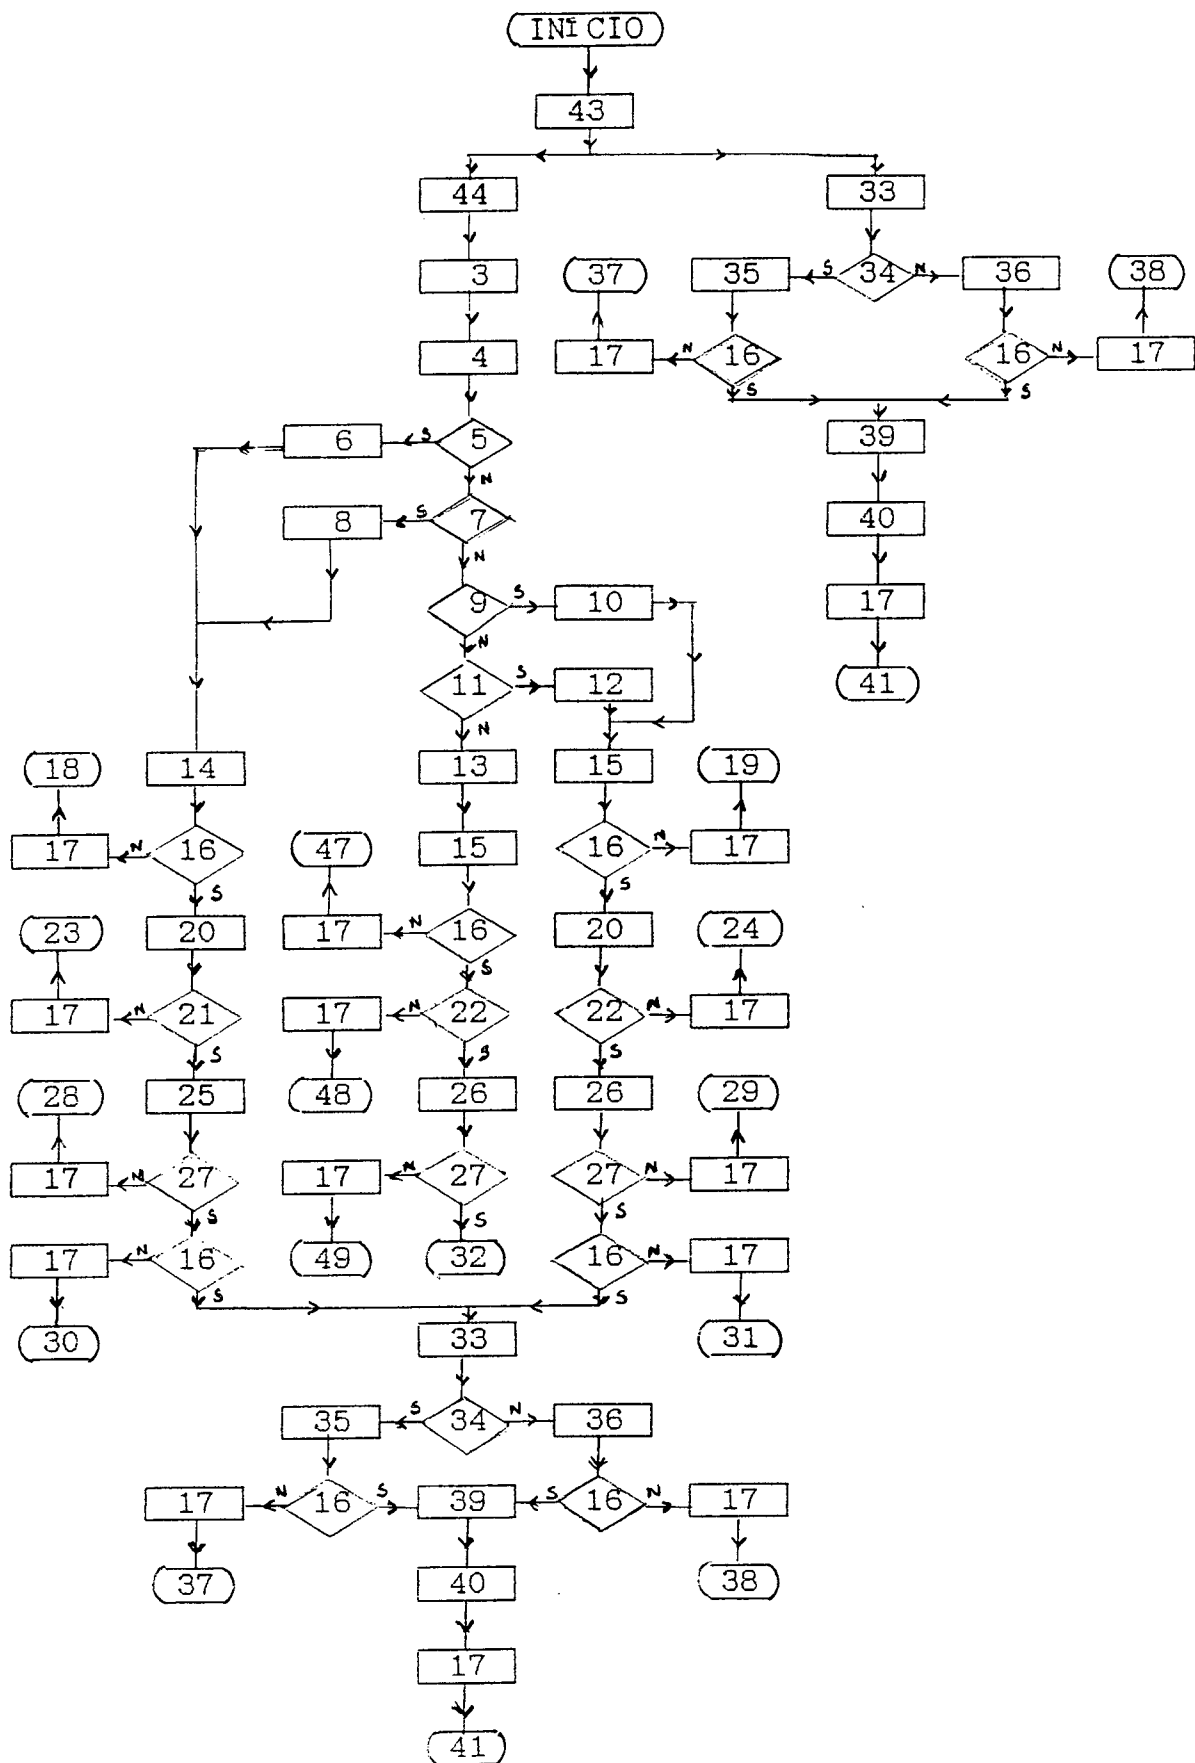 INICIO
43
44 33
3 35 S 34 N 36 37 38
4 17 N 16 16 N 17
S S
6 S 5 39
N
8 S 7 40
N
9 S 10 17
N
11 S 12 41
N
18 14 13 15 19
17 N 16 47 15 16 N 17
S S
23 20 17 N 16 20 24
S
17 N 21 17 N 22 22 N 17
S S S
28 25 48 26 26 29
17 N 27 17 N 27 27 N 17
S S S
17 N 16 49 32 16 N 17
S S
30 33 31
35 S 34 N 36
17 N 16 S 39 S 16 N 17
37 40 38
17
41